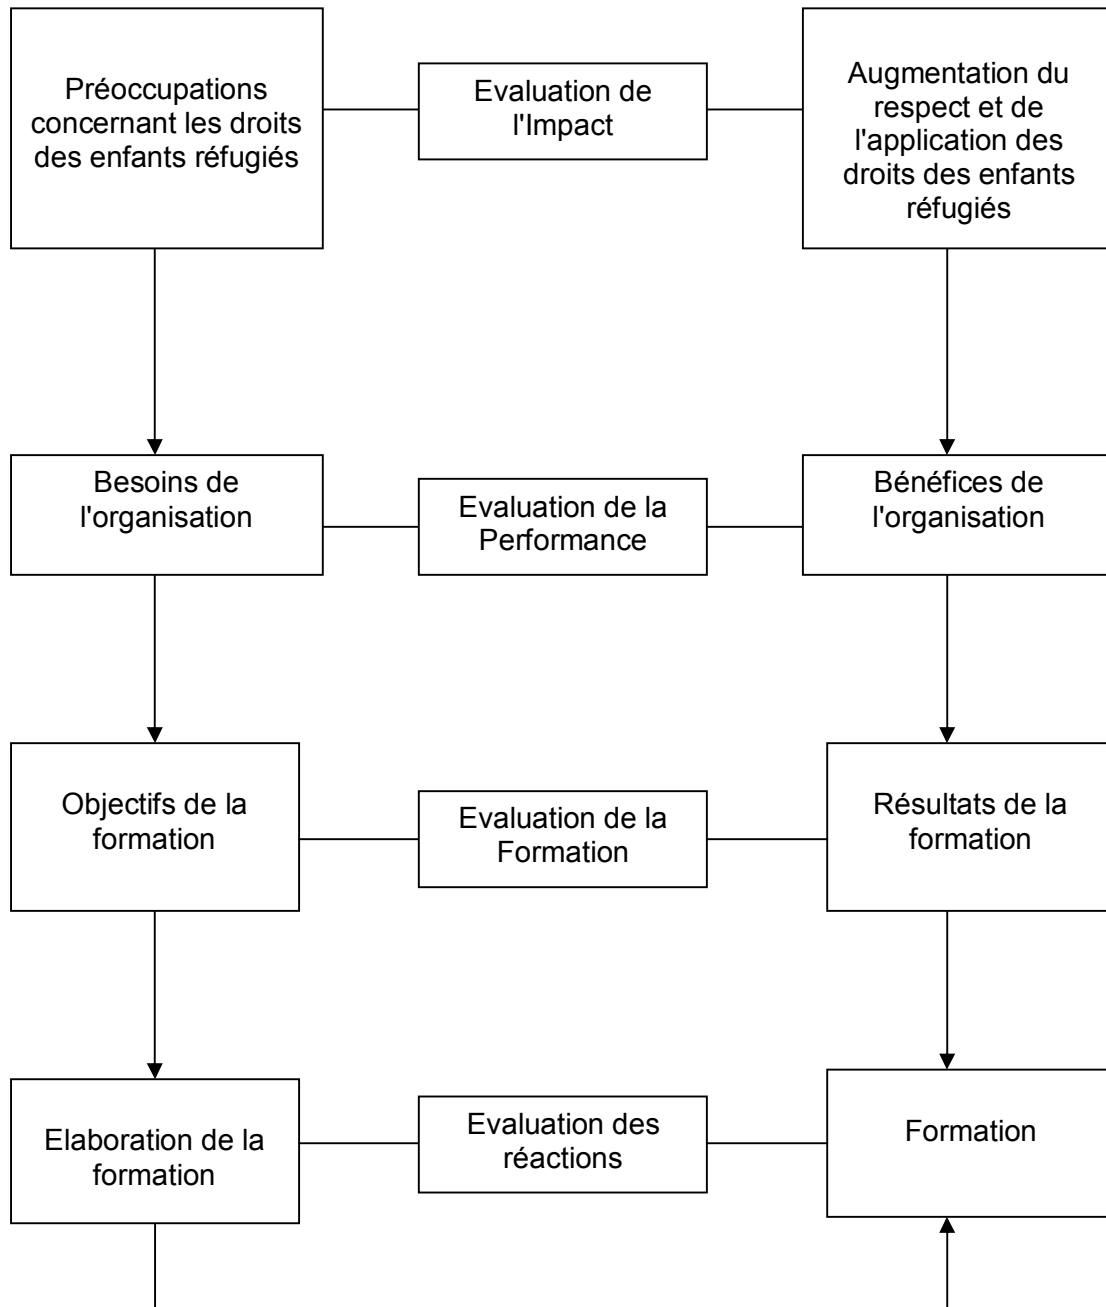 Préoccupations
concernant les droits
des enfants réfugiés
Evaluation de
l'Impact
Augmentation du
respect et de
l'application des
droits des enfants
réfugiés
Besoins de
l'organisation
Evaluation de la
Performance
Bénéfices de
l'organisation
Objectifs de la
formation
Evaluation de la
Formation
Résultats de la
formation
Elaboration de la
formation
Evaluation des
réactions
Formation